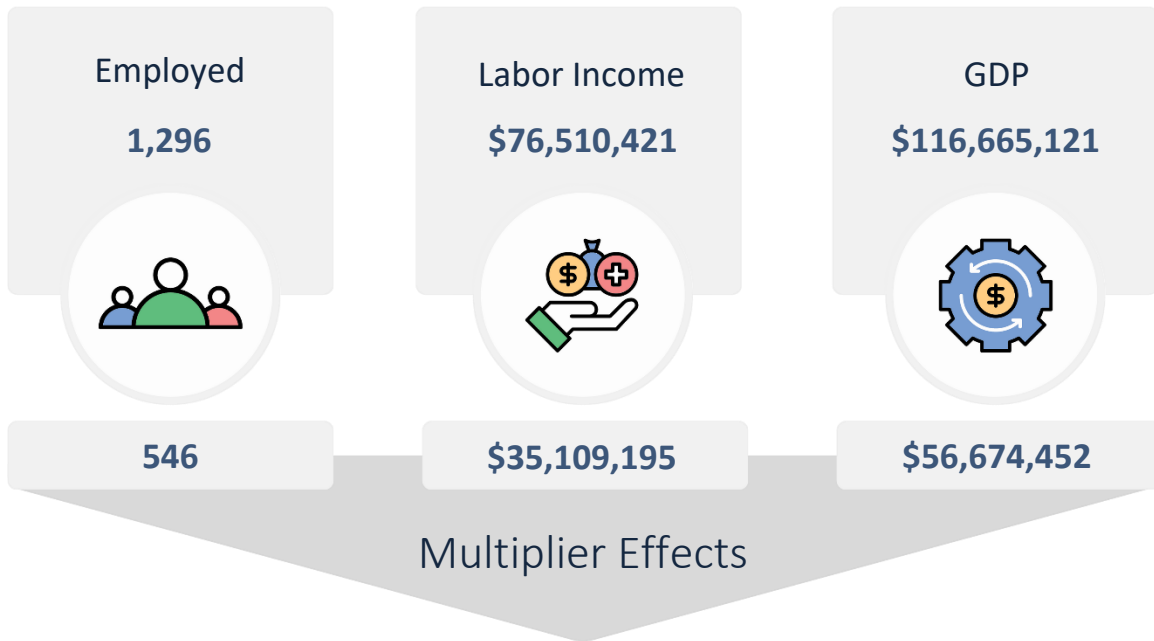 Employed
1,296
Labor Income
$76,510,421
GDP
$116,665,121
$
$
546
$35,109,195
$56,674,452
Multiplier Effects